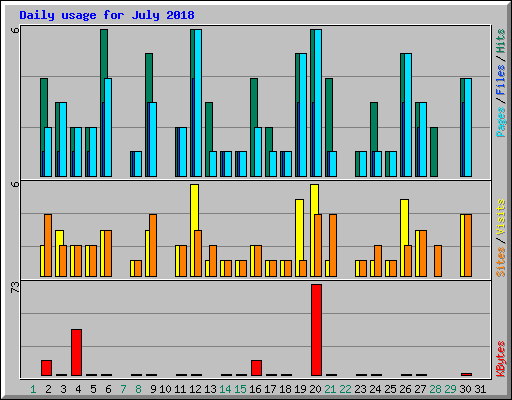 Daily usage for July 2018
6
Pages / Files / Hits
6
Sites / Visits
73
KBytes
1 2 3 4 5 6 7 8 9 10 11 12 13 14 15 16 17 18 19 20 21 22 23 24 25 26 27 28 29 30 31